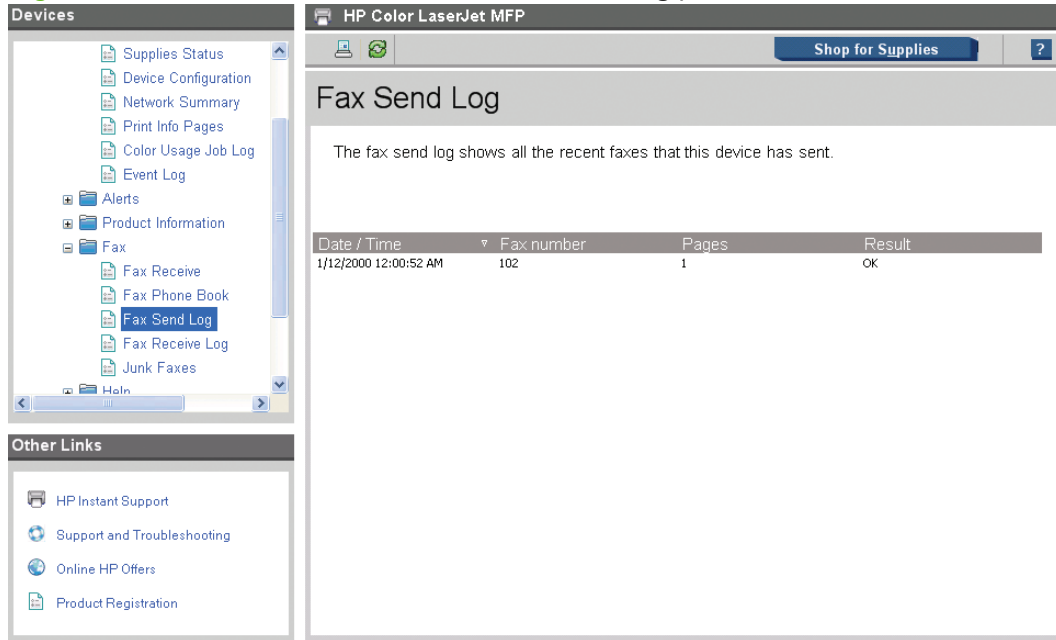 Devices
Supplies Status
Device Configuration
Network Summary
Print Info Pages
Color Usage Job Log
Event Log
Alerts
Product Information
Fax
Fax Receive
Fax Phone Book
Fax Send Log
Fax Receive Log
Junk Faxes
Help
Other Links
HP Instant Support
Support and Troubleshooting
Online HP Offers
Product Registration
HP Color LaserJet MFP
Shop for Supplies ?
Fax Send Log
The fax send log shows all the recent faxes that this device has sent.
Date / Time Fax number Pages Result
1/12/2000 12:00:52 AM 102 1 OK